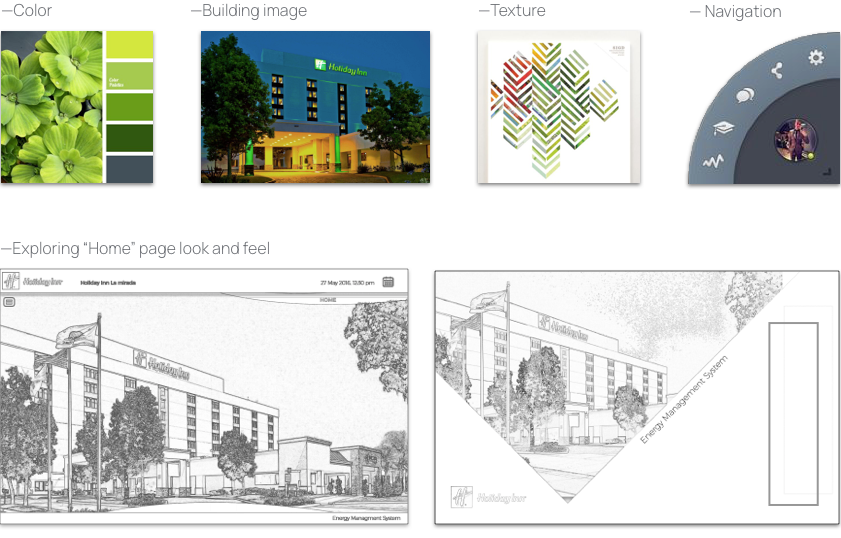 —Color
—Building image
—Texture
— Navigation
Color
Palette
Holiday Inn
—Exploring “Home” page look and feel
Holiday Inn
Holiday Inn La mirada
27 May 2016, 12:30 pm
HOME
Holiday Inn
Energy Managment System
Holiday Inn
Energy Management System
Holiday Inn